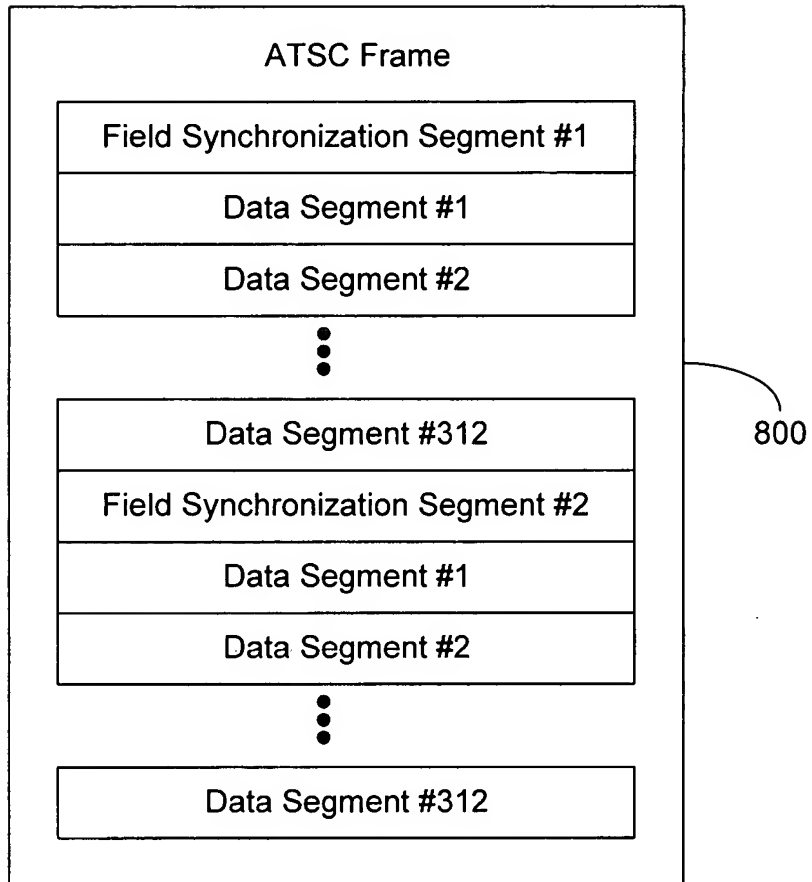 ATSC Frame
Field Synchronization Segment #1
Data Segment #1
Data Segment #2
Data Segment #312
800
Field Synchronization Segment #2
Data Segment #1
Data Segment #2
Data Segment #312